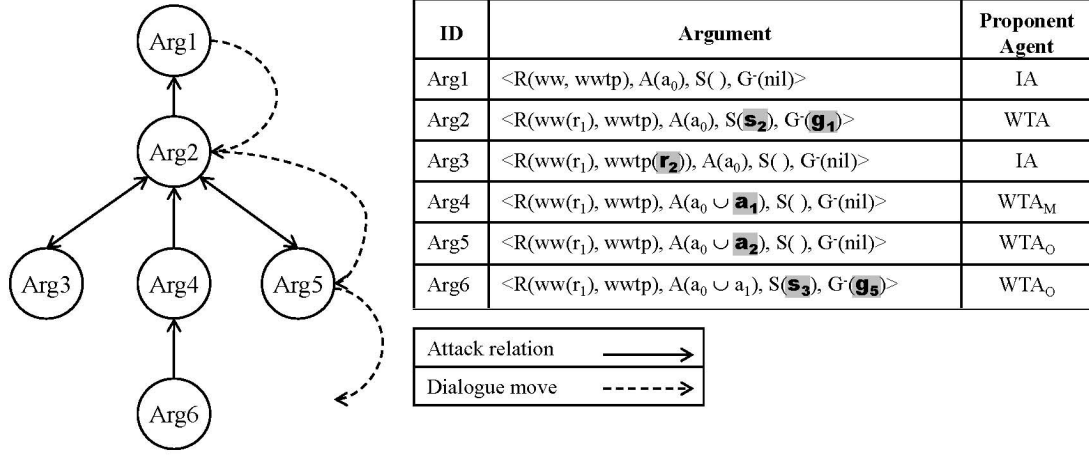 Arg1
Arg2
Arg3 Arg4 Arg5
Arg6
ID Argument Proponent Agent
Arg1 <R(ww, wwtp), A(a₀), S( ), G⁻(nil)> IA
Arg2 <R(ww(r₁), wwtp), A(a₀), S(s₂), G⁻(g₁)> WTA
Arg3 <R(ww(r₁), wwtp(r₂)), A(a₀), S( ), G⁻(nil)> IA
Arg4 <R(ww(r₁), wwtp), A(a₀ ∪ a₁), S( ), G⁻(nil)> WTA_M
Arg5 <R(ww(r₁), wwtp), A(a₀ ∪ a₂), S( ), G⁻(nil)> WTA_O
Arg6 <R(ww(r₁), wwtp), A(a₀ ∪ a₁), S(s₃), G⁻(g₅)> WTA_O
Attack relation
Dialogue move